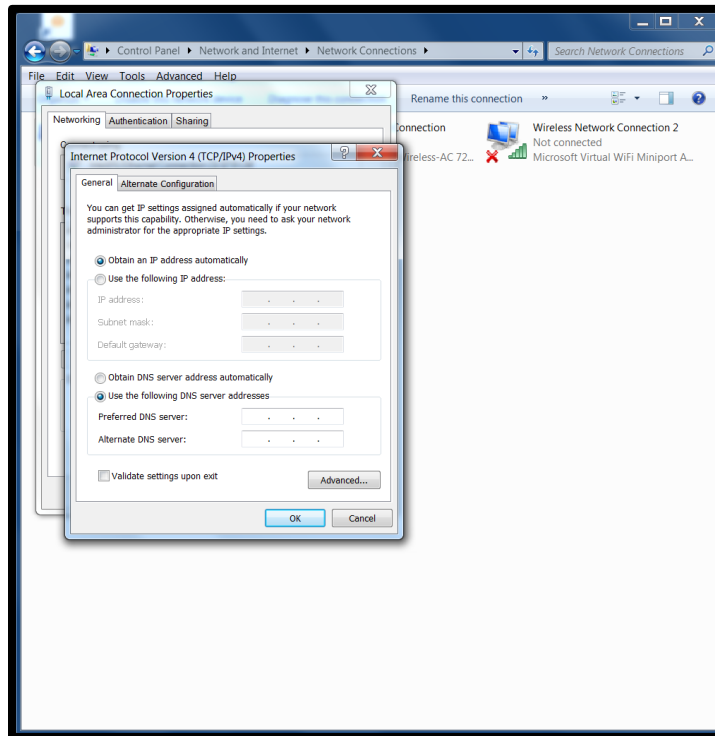 Control Panel ▸ Network and Internet ▸ Network Connections ▸
Search Network Connections
File Edit View Tools Advanced Help
Rename this connection »
Local Area Connection Properties
Networking Authentication Sharing
Connection
Wireless-AC 72...
Wireless Network Connection 2
Not connected
Microsoft Virtual WiFi Miniport A...
Internet Protocol Version 4 (TCP/IPv4) Properties
General Alternate Configuration
You can get IP settings assigned automatically if your network
supports this capability. Otherwise, you need to ask your network
administrator for the appropriate IP settings.
Obtain an IP address automatically
Use the following IP address:
IP address:
Subnet mask:
Default gateway:
Obtain DNS server address automatically
Use the following DNS server addresses
Preferred DNS server:
Alternate DNS server:
Validate settings upon exit
Advanced...
OK Cancel